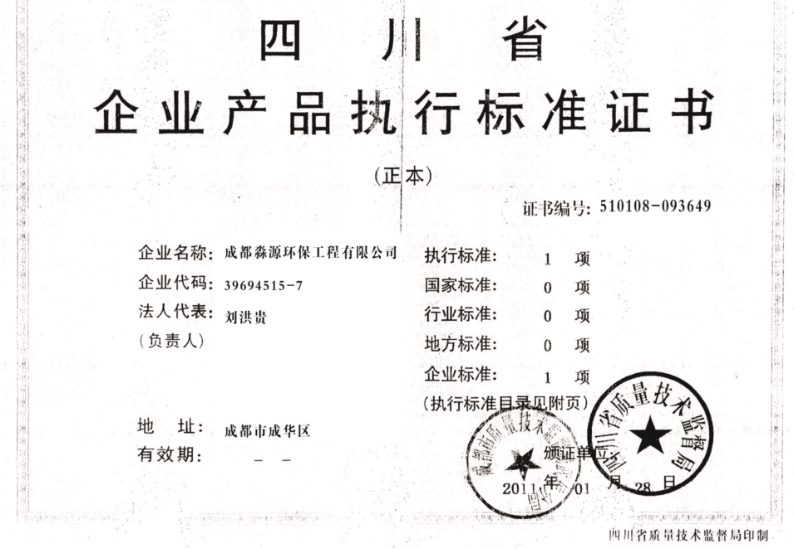 四川省
企业产品执行标准证书
(正本)
证书编号: 510108-093649
企业名称: 成都淼源环保工程有限公司
企业代码: 39694515-7
法人代表: 刘洪贵
(负责人)
地 址: 成都市成华区
有效期: - -
执行标准: 1 项
国家标准: 0 项
行业标准: 0 项
地方标准: 0 项
企业标准: 1 项
(执行标准目录见附页)
颁证单位
2011 年 01 月 28 日
四川省质量技术监督局
成都市质量技术监督
四川省质量技术监督局印制